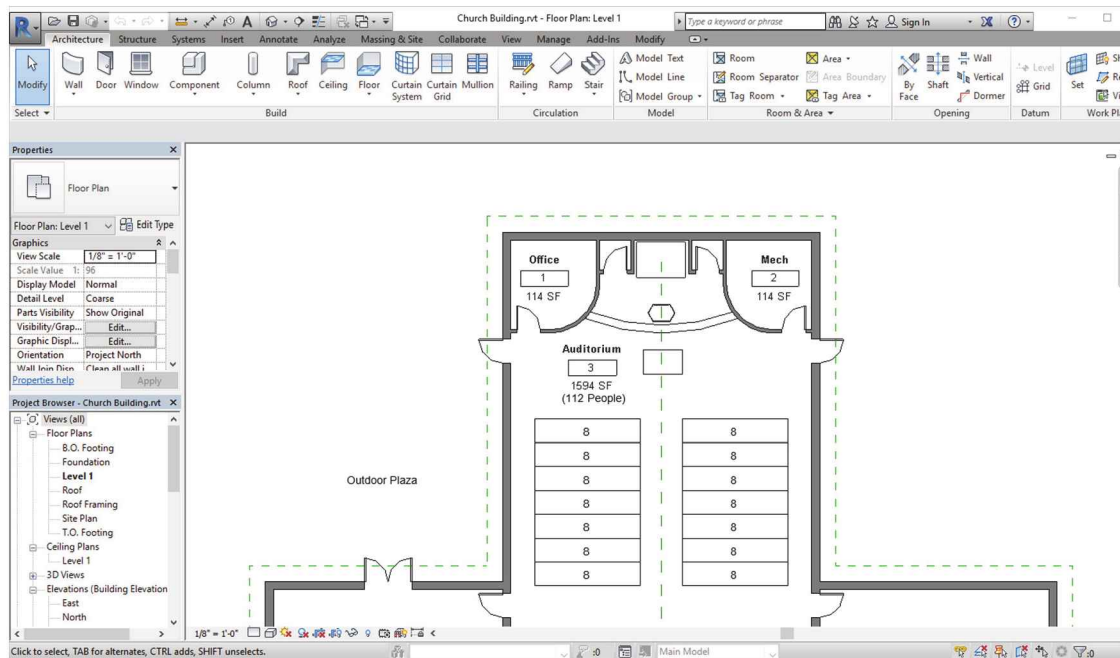 Church Building.rvt - Floor Plan: Level 1
Type a keyword or phrase
Sign In
Architecture Structure Systems Insert Annotate Analyze Massing & Site Collaborate View Manage Add-Ins Modify
Modify
Wall Door Window Component Column Roof Ceiling Floor Curtain System Curtain Grid Mullion
Railing Ramp Stair
Model Text
Model Line
Model Group
Room
Room Separator
Tag Room
Area
Area Boundary
Tag Area
By Face Shaft
Wall
Vertical
Dormer
Level
Grid
Set
Select Build Circulation Model Room & Area Opening Datum
Properties
Floor Plan
Floor Plan: Level 1 Edit Type
Graphics
View Scale 1/8" = 1'-0"
Scale Value 1: 96
Display Model Normal
Detail Level Coarse
Parts Visibility Show Original
Visibility/Grap... Edit...
Graphic Displ... Edit...
Orientation Project North
Wall Join Disp Clean all wall j
Properties help Apply
Project Browser - Church Building.rvt
Views (all)
Floor Plans
B.O. Footing
Foundation
Level 1
Roof
Roof Framing
Site Plan
T.O. Footing
Ceiling Plans
Level 1
3D Views
Elevations (Building Elevation
East
North
Office
1
114 SF
Mech
2
114 SF
Auditorium
3
1594 SF
(112 People)
8 8
8 8
8 8
8 8
8 8
8 8
8 8
Outdoor Plaza
1/8" = 1'-0"
Click to select, TAB for alternates, CTRL adds, SHIFT unselects.
:0
Main Model
:0